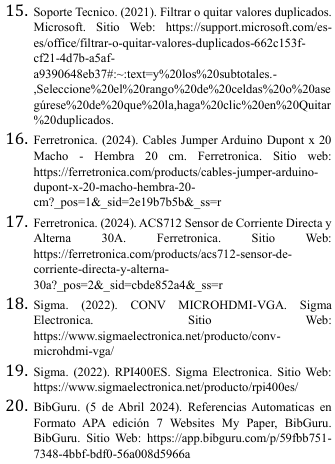 15. Soporte Tecnico. (2021). Filtrar o quitar valores duplicados.
Microsoft. Sitio Web: https://support.microsoft.com/es-
es/office/filtrar-o-quitar-valores-duplicados-662c153f-
cf21-4d7b-a5af-
a9390648eb37#:~:text=y%20los%20subtotales.-
,Seleccione%20el%20rango%20de%20celdas%20o%20ase
gúrese%20de%20que%20la,haga%20clic%20en%20Quitar
%20duplicados.
16. Ferretronica. (2024). Cables Jumper Arduino Dupont x 20
Macho - Hembra 20 cm. Ferretronica. Sitio web:
https://ferretronica.com/products/cables-jumper-arduino-
dupont-x-20-macho-hembra-20-
cm?_pos=1&_sid=2e19b7b5b&_ss=r
17. Ferretronica. (2024). ACS712 Sensor de Corriente Directa y
Alterna 30A. Ferretronica. Sitio Web:
https://ferretronica.com/products/acs712-sensor-de-
corriente-directa-y-alterna-
30a?_pos=2&_sid=cbde852a4&_ss=r
18. Sigma. (2022). CONV MICROHDMI-VGA. Sigma
Electronica. Sitio Web:
https://www.sigmaelectronica.net/producto/conv-
microhdmi-vga/
19. Sigma. (2022). RPI400ES. Sigma Electronica. Sitio Web:
https://www.sigmaelectronica.net/producto/rpi400es/
20. BibGuru. (5 de Abril 2024). Referencias Automaticas en
Formato APA edición 7 Websites My Paper, BibGuru.
BibGuru. Sitio Web: https://app.bibguru.com/p/59fbb751-
7348-4bbf-bdf0-56a008d5966a